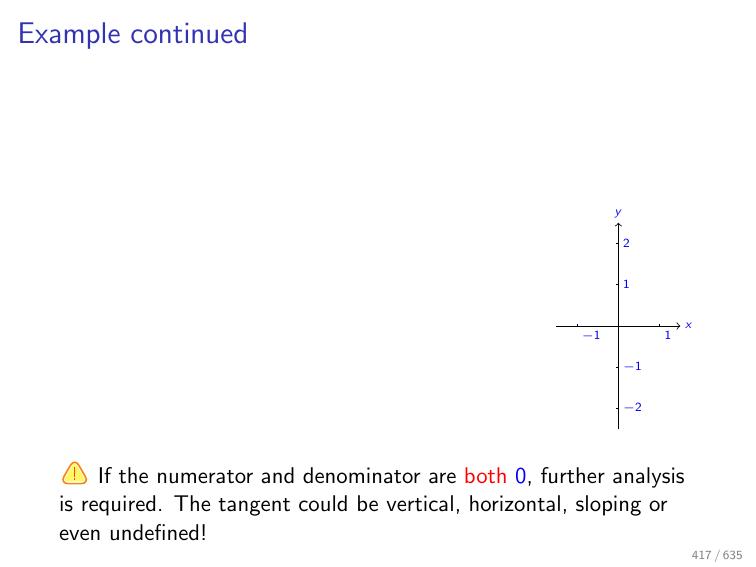 Example continued
y
2
1
x
−1 1
−1
−2
! If the numerator and denominator are both 0, further analysis
is required. The tangent could be vertical, horizontal, sloping or
even undefined!
417 / 635